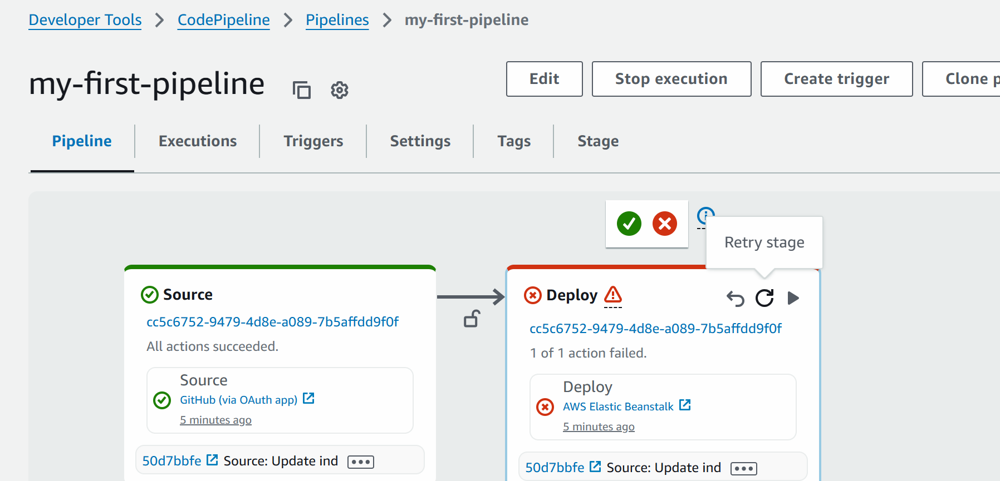 Developer Tools > CodePipeline > Pipelines > my-first-pipeline
my-first-pipeline
Edit
Stop execution
Create trigger
Clone p
Pipeline
Executions
Triggers
Settings
Tags
Stage
Retry stage
Source
cc5c6752-9479-4d8e-a089-7b5affdd9f0f
All actions succeeded.
Source
GitHub (via OAuth app)
5 minutes ago
50d7bbfe Source: Update ind
Deploy
cc5c6752-9479-4d8e-a089-7b5affdd9f0f
1 of 1 action failed.
Deploy
AWS Elastic Beanstalk
5 minutes ago
50d7bbfe Source: Update ind